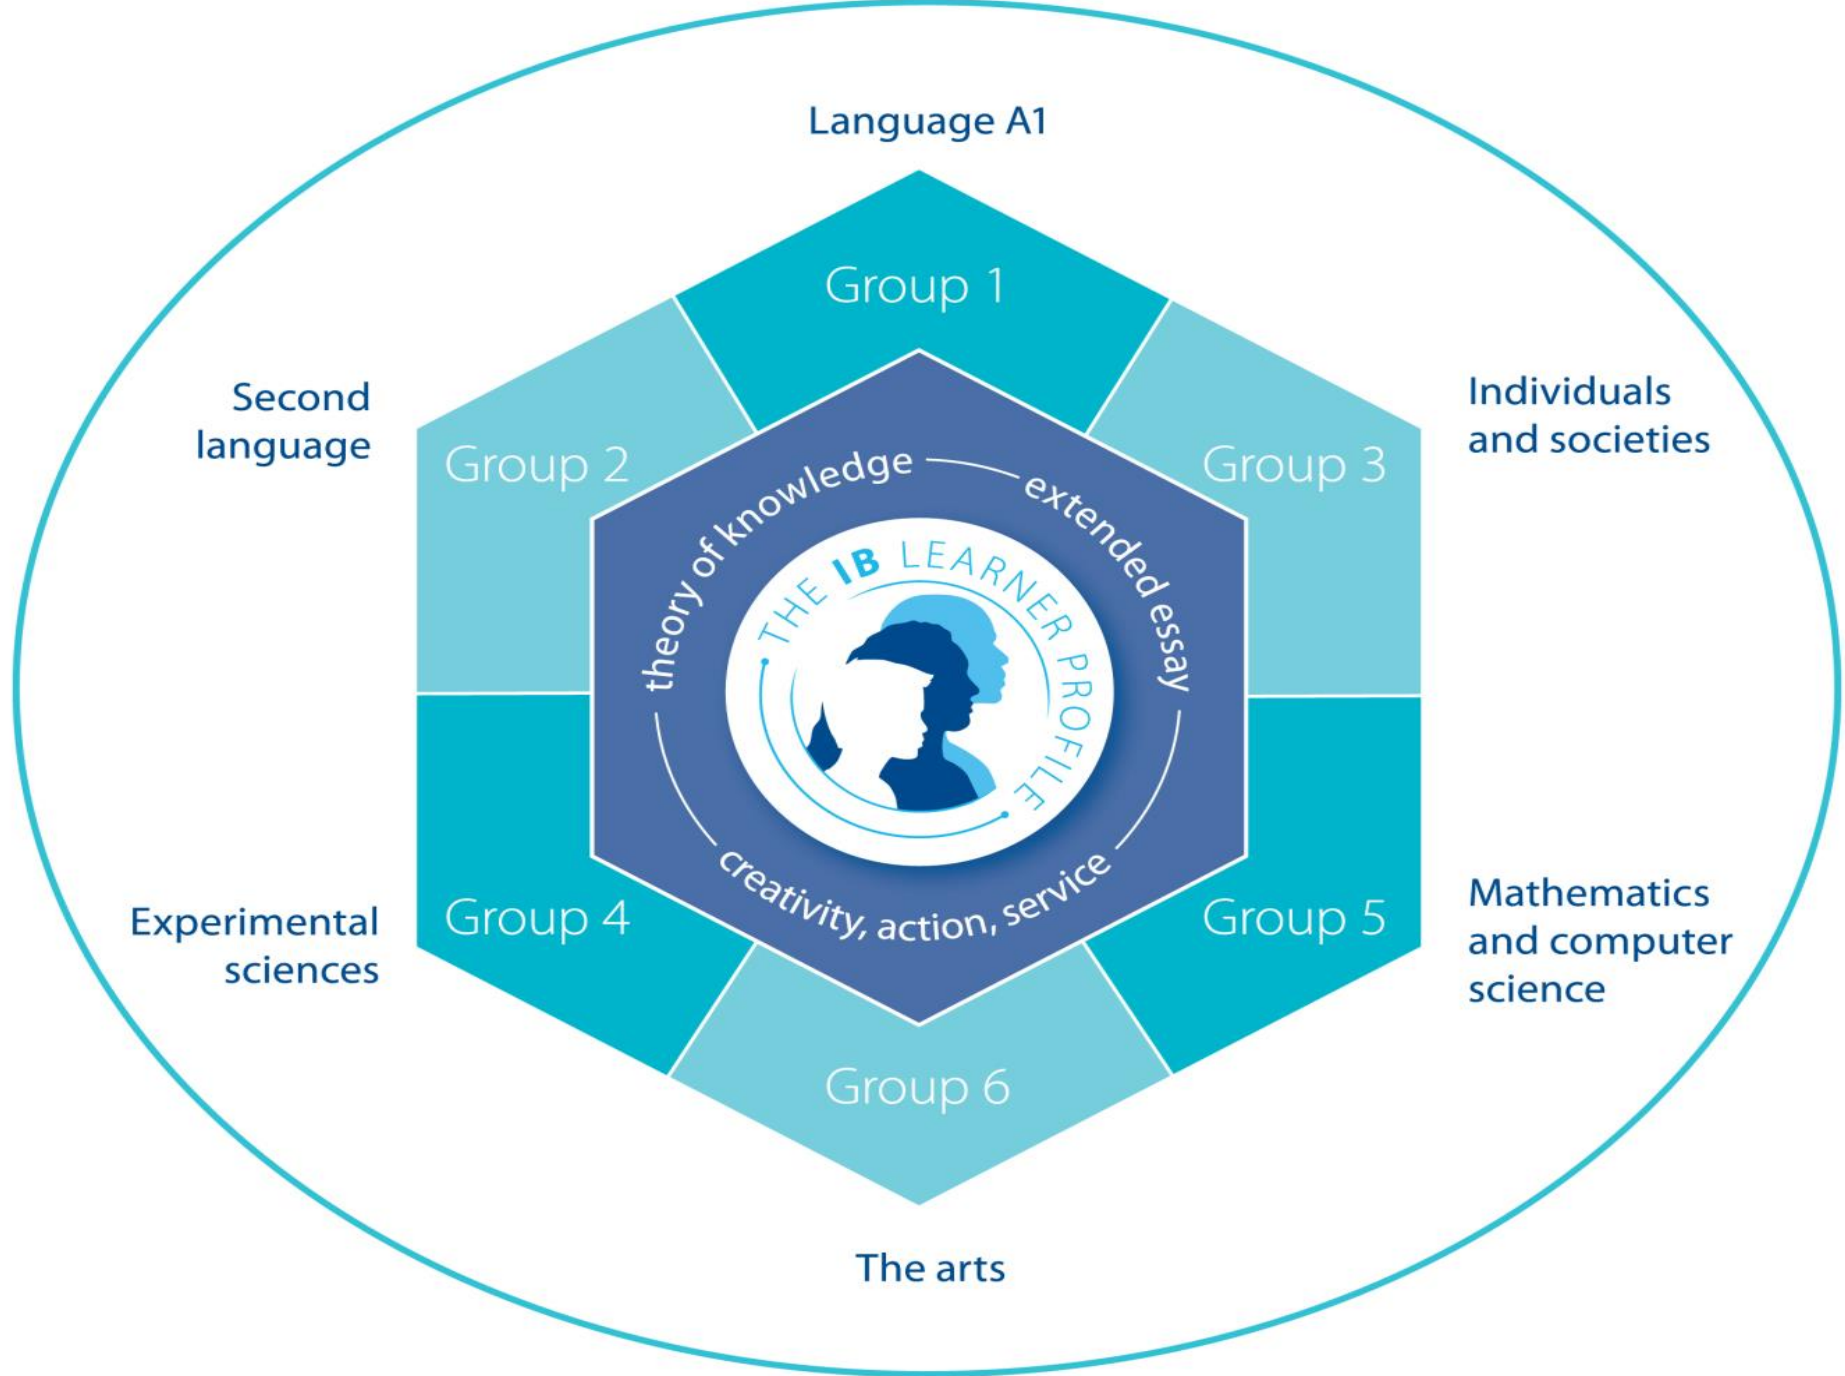 Language A1
Group 1
Second
language
Group 2
Individuals
and societies
Group 3
theory of knowledge
extended essay
THE IB LEARNER PROFILE
creativity, action, service
Experimental
sciences
Group 4
Mathematics
and computer
science
Group 5
Group 6
The arts